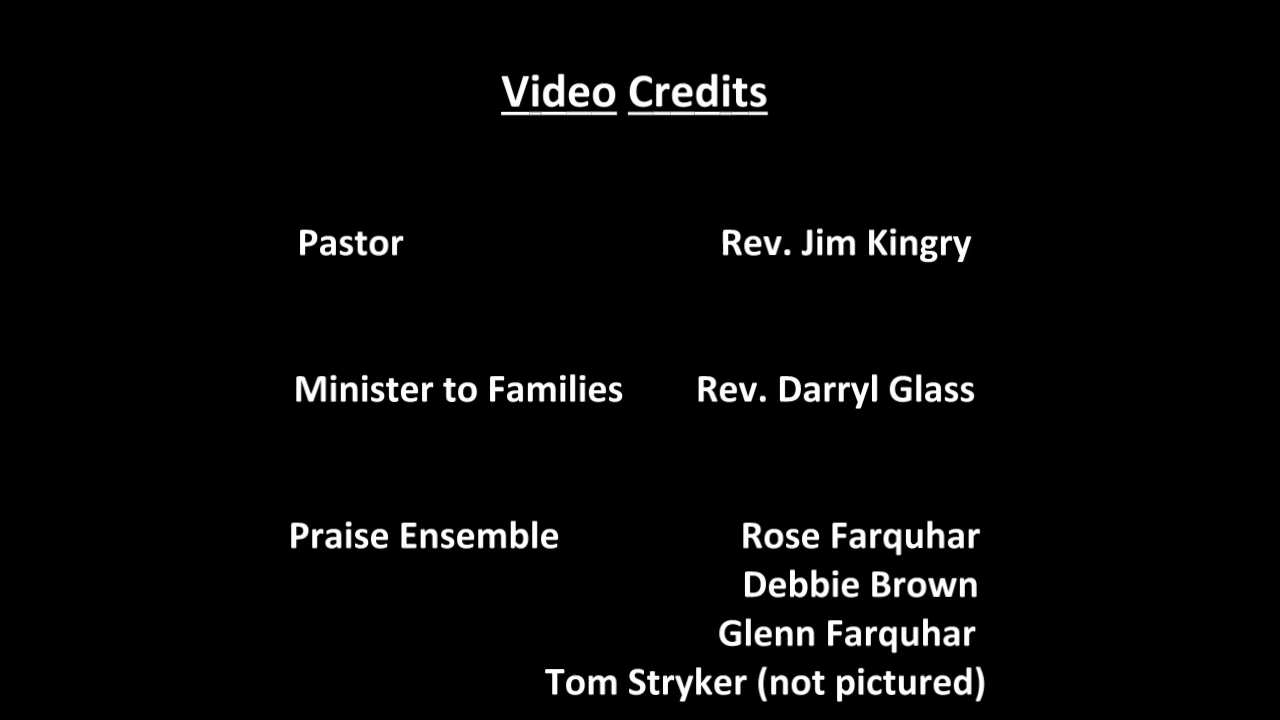 Video Credits
Pastor Rev. Jim Kingry
Minister to Families Rev. Darryl Glass
Praise Ensemble Rose Farquhar
Debbie Brown
Glenn Farquhar
Tom Stryker (not pictured)